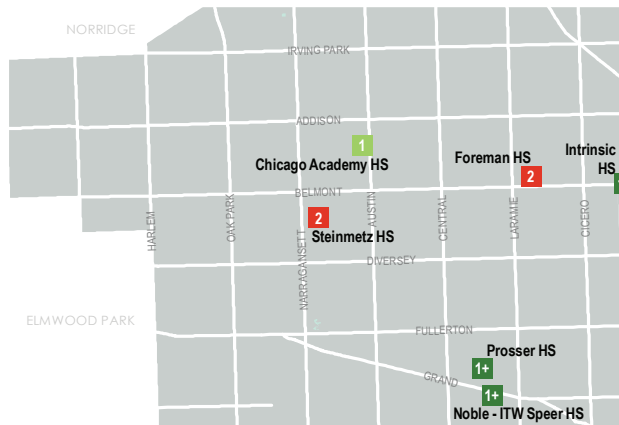 NORRIDGE
IRVING PARK
ADDISON
1
Chicago Academy HS
Foreman HS
2
Intrinsic
HS
BELMONT
2
Steinmetz HS
HARLEM
OAK PARK
NARRAGANSETT
AUSTIN
CENTRAL
LARAMIE
CICERO
DIVERSEY
ELMWOOD PARK
FULLERTON
Prosser HS
1+
GRAND
1+
Noble - ITW Speer HS